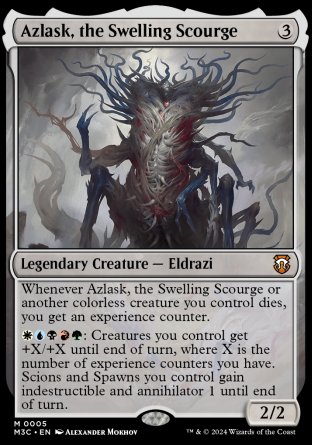 Azlask, the Swelling Scourge 3
Legendary Creature — Eldrazi
Whenever Azlask, the Swelling Scourge or
another colorless creature you control dies,
you get an experience counter.
: Creatures you control get
+X/+X until end of turn, where X is the
number of experience counters you have.
Scions and Spawns you control gain
indestructible and annihilator 1 until end
of turn.
2/2
M 0005
M3C • EN Alexander Mokhov
™ & © 2024 Wizards of the Coast